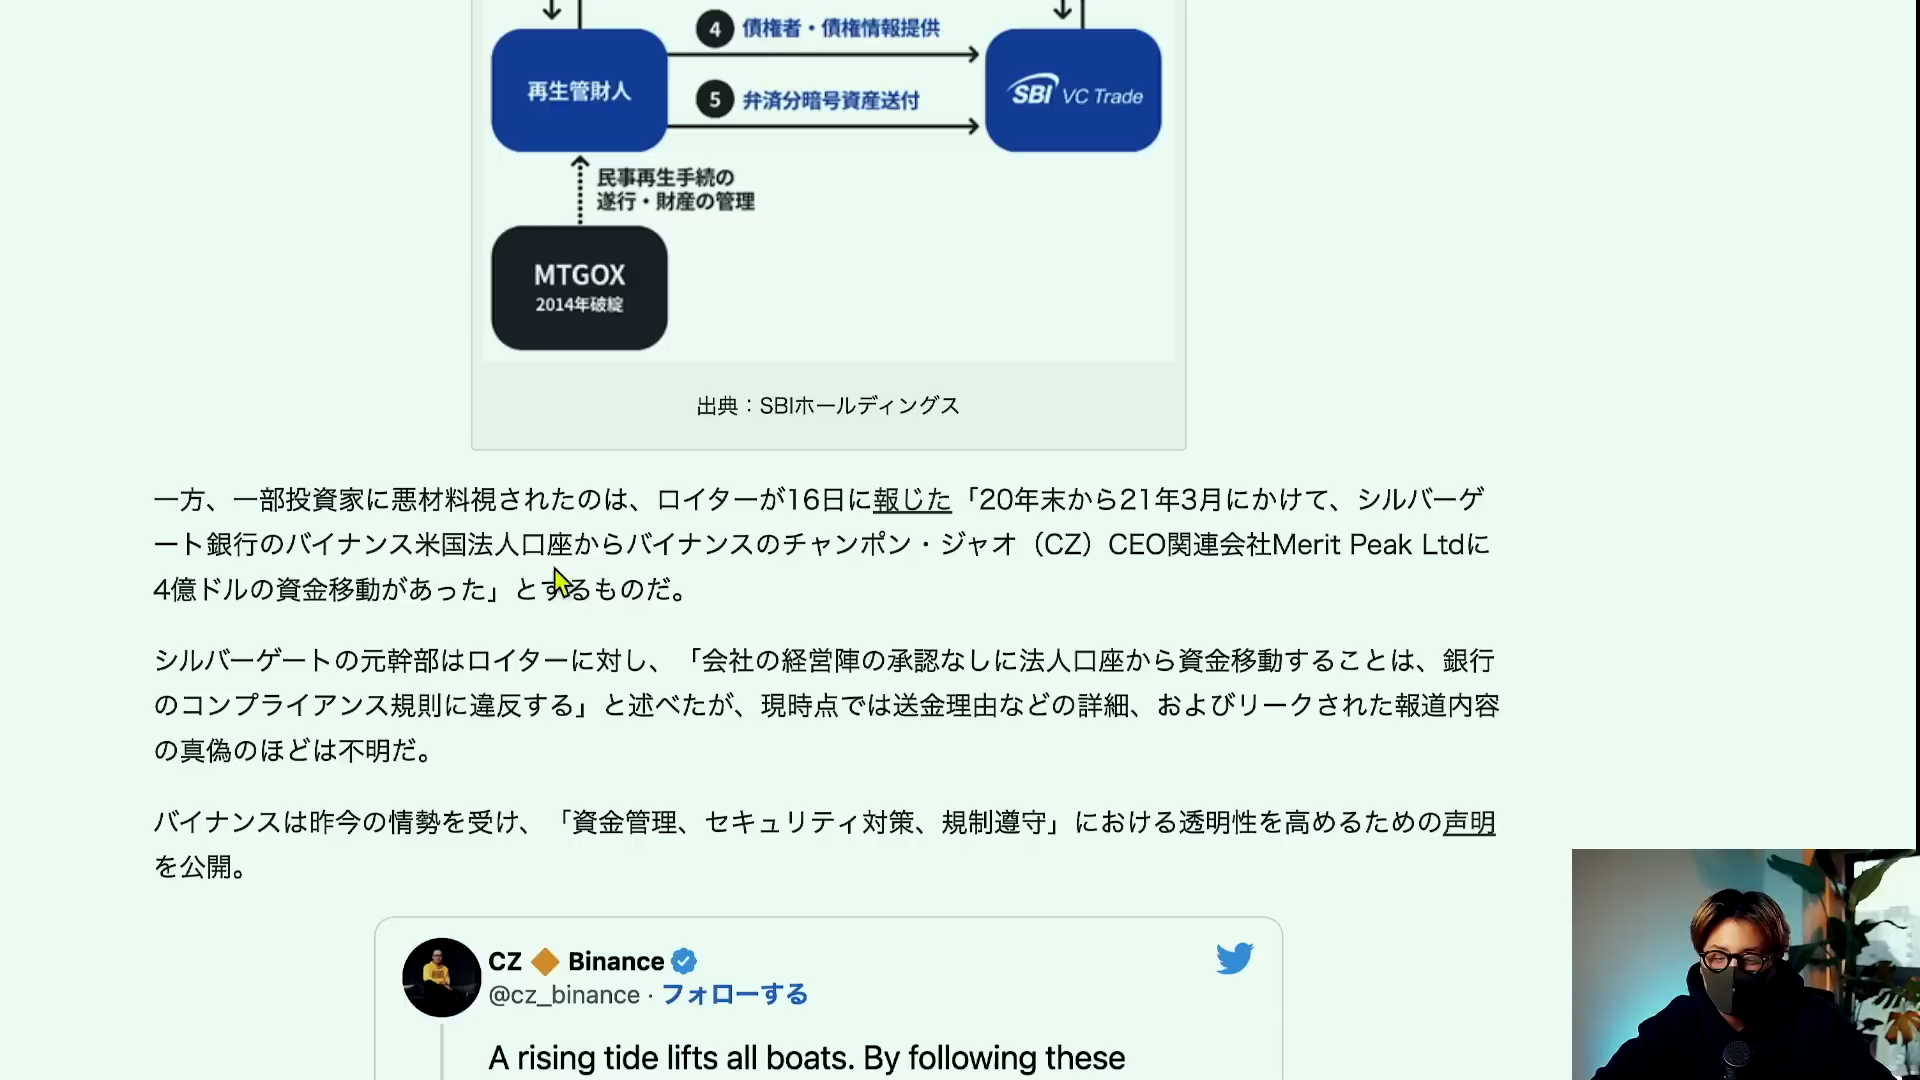 4 債権者・債権情報提供
再生管財人
SBI VC Trade
5 弁済分暗号資産送付
民事再生手続の
遂行・財産の管理
MTGOX
2014年破綻
出典：SBIホールディングス
一方、一部投資家に悪材料視されたのは、ロイターが16日に報じた「20年末から21年3月にかけて、シルバーゲ
ート銀行のバイナンス米国法人口座からバイナンスのチャンポン・ジャオ（CZ）CEO関連会社Merit Peak Ltdに
4億ドルの資金移動があった」とするものだ。
シルバーゲートの元幹部はロイターに対し、「会社の経営陣の承認なしに法人口座から資金移動することは、銀行
のコンプライアンス規則に違反する」と述べたが、現時点では送金理由などの詳細、およびリークされた報道内容
の真偽のほどは不明だ。
バイナンスは昨今の情勢を受け、「資金管理、セキュリティ対策、規制遵守」における透明性を高めるための声明
を公開。
CZ 🔶 Binance
@cz_binance · フォローする
A rising tide lifts all boats. By following these